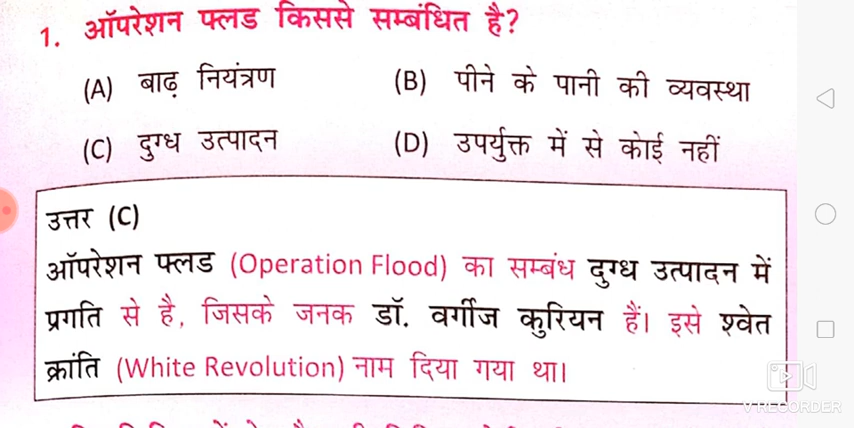 1. ऑपरेशन फ्लड किससे सम्बंधित है?
(A) बाढ़ नियंत्रण (B) पीने के पानी की व्यवस्था
(C) दुग्ध उत्पादन (D) उपर्युक्त में से कोई नहीं
उत्तर (C)
ऑपरेशन फ्लड (Operation Flood) का सम्बंध दुग्ध उत्पादन में
प्रगति से है, जिसके जनक डॉ. वर्गीज कुरियन हैं। इसे श्वेत
क्रांति (White Revolution) नाम दिया गया था।
V RECORDER